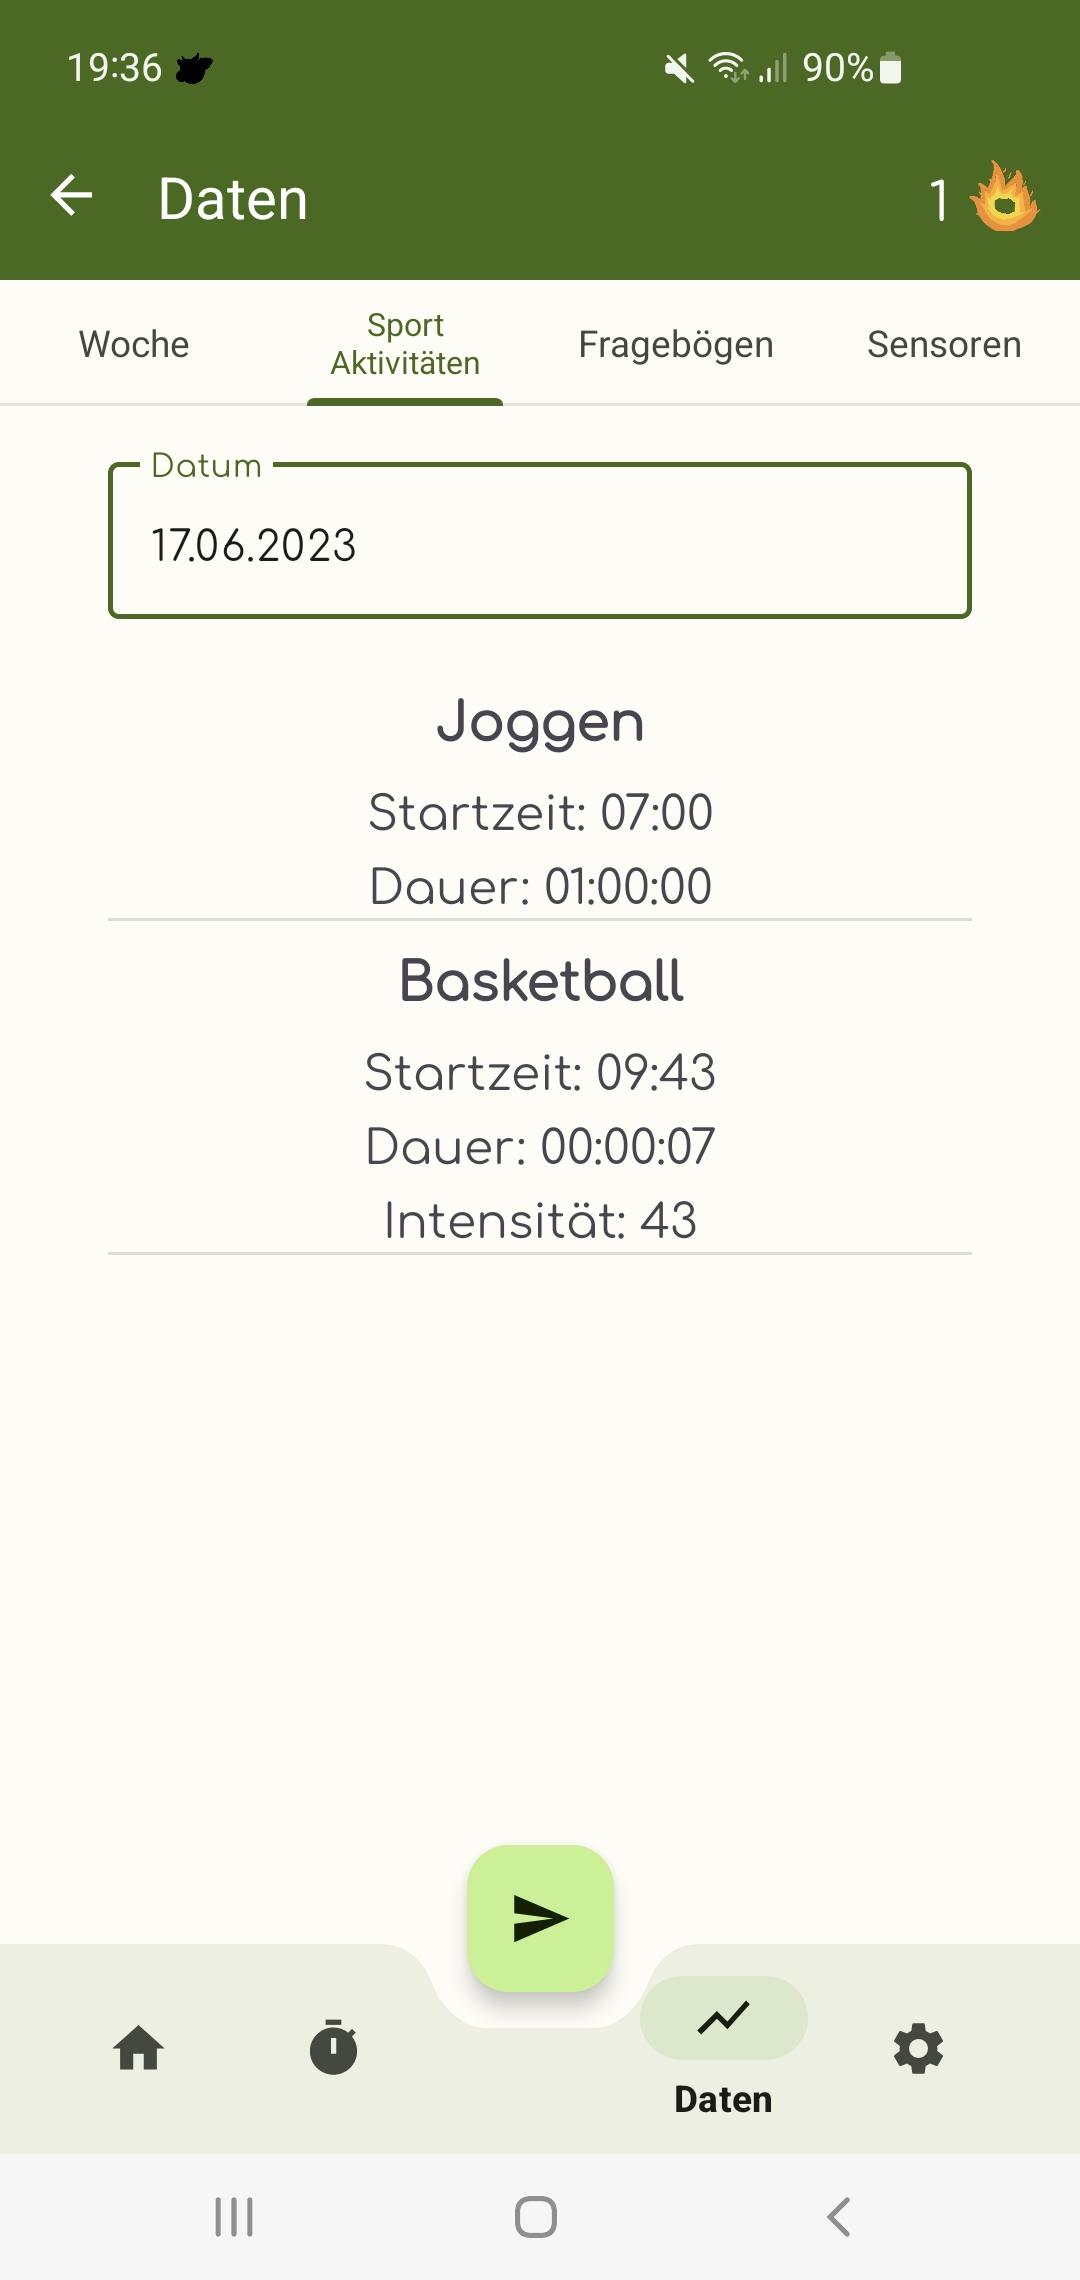 19:36 90%
Daten 1
Woche Sport Aktivitäten Fragebögen Sensoren
Datum
17.06.2023
Joggen
Startzeit: 07:00
Dauer: 01:00:00
Basketball
Startzeit: 09:43
Dauer: 00:00:07
Intensität: 43
Daten